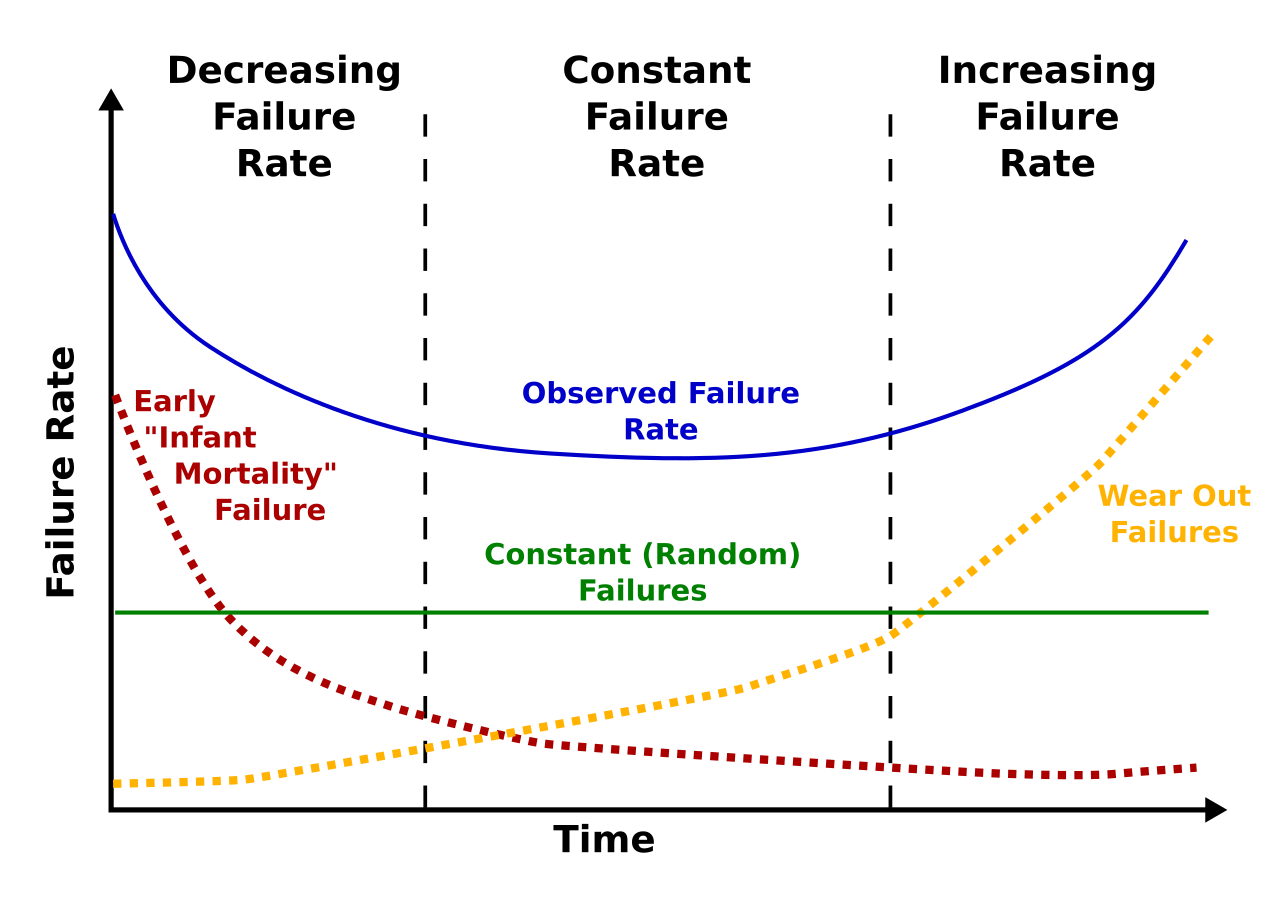 Decreasing
Failure
Rate
Constant
Failure
Rate
Increasing
Failure
Rate
Failure Rate
Observed Failure
Rate
Early
"Infant
Mortality"
Failure
Wear Out
Failures
Constant (Random)
Failures
Time